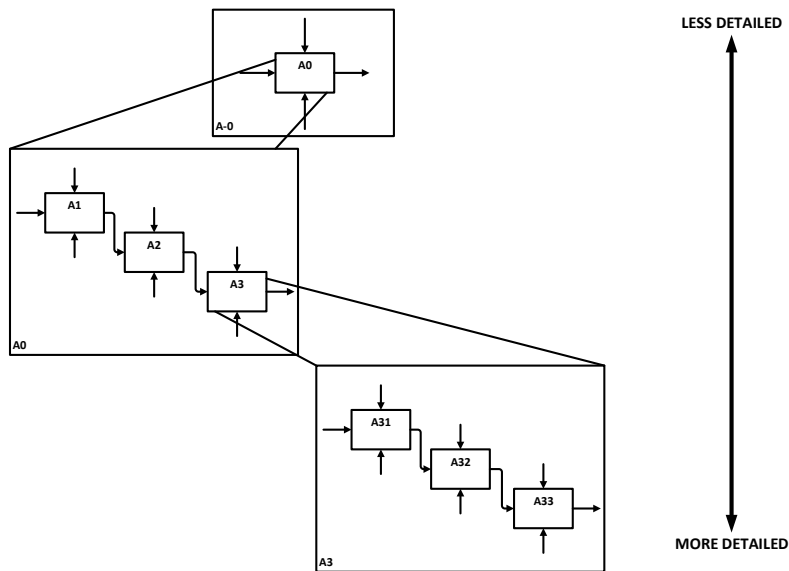 LESS DETAILED
A0
A-0
A1
A2
A3
A0
A31
A32
A33
MORE DETAILED
A3